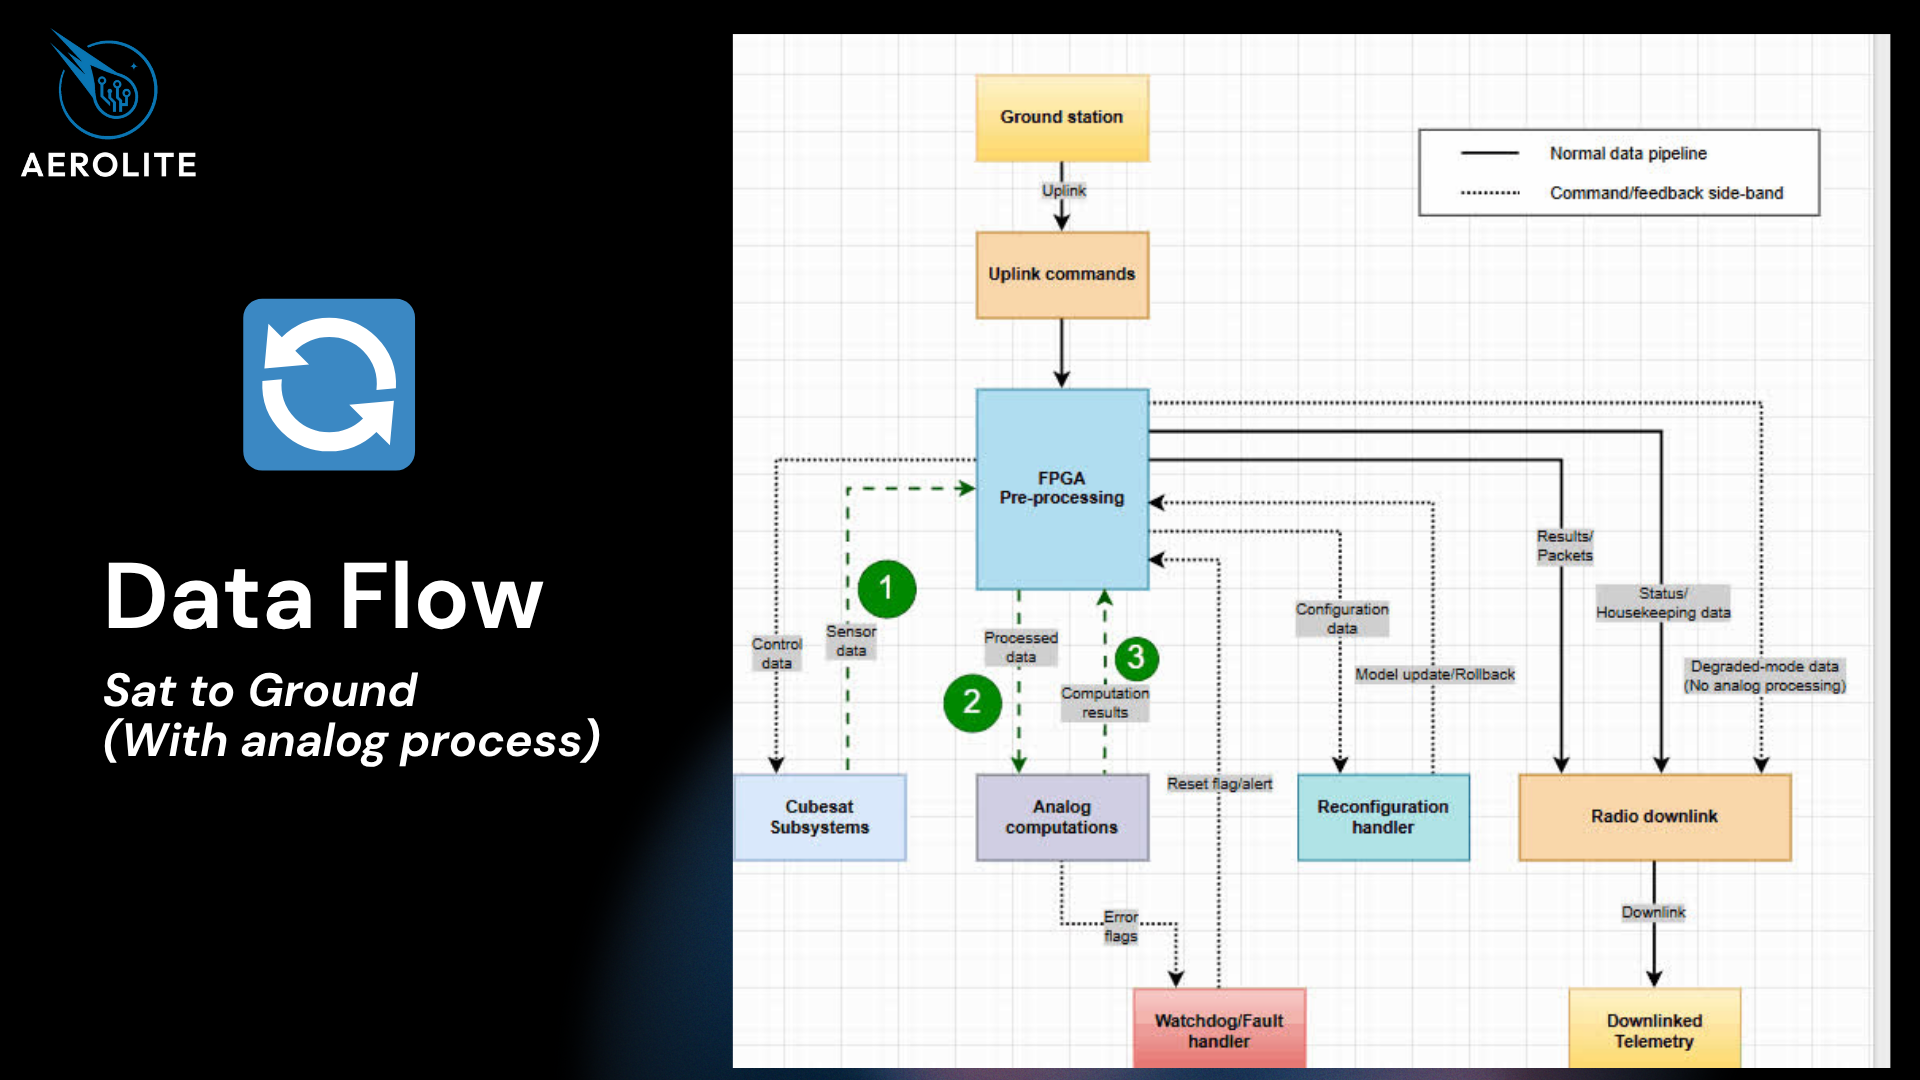 AEROLITE
Data Flow
Sat to Ground
(With analog process)
Ground station
Uplink
Uplink commands
Normal data pipeline
Command/feedback side-band
FPGA
Pre-processing
1
2
3
Control
data
Sensor
data
Processed
data
Computation
results
Configuration
data
Model update/Rollback
Results/
Packets
Status/
Housekeeping data
Degraded-mode data
(No analog processing)
Reset flag/alert
Cubesat
Subsystems
Analog
computations
Reconfiguration
handler
Radio downlink
Error
flags
Downlink
Watchdog/Fault
handler
Downlinked
Telemetry